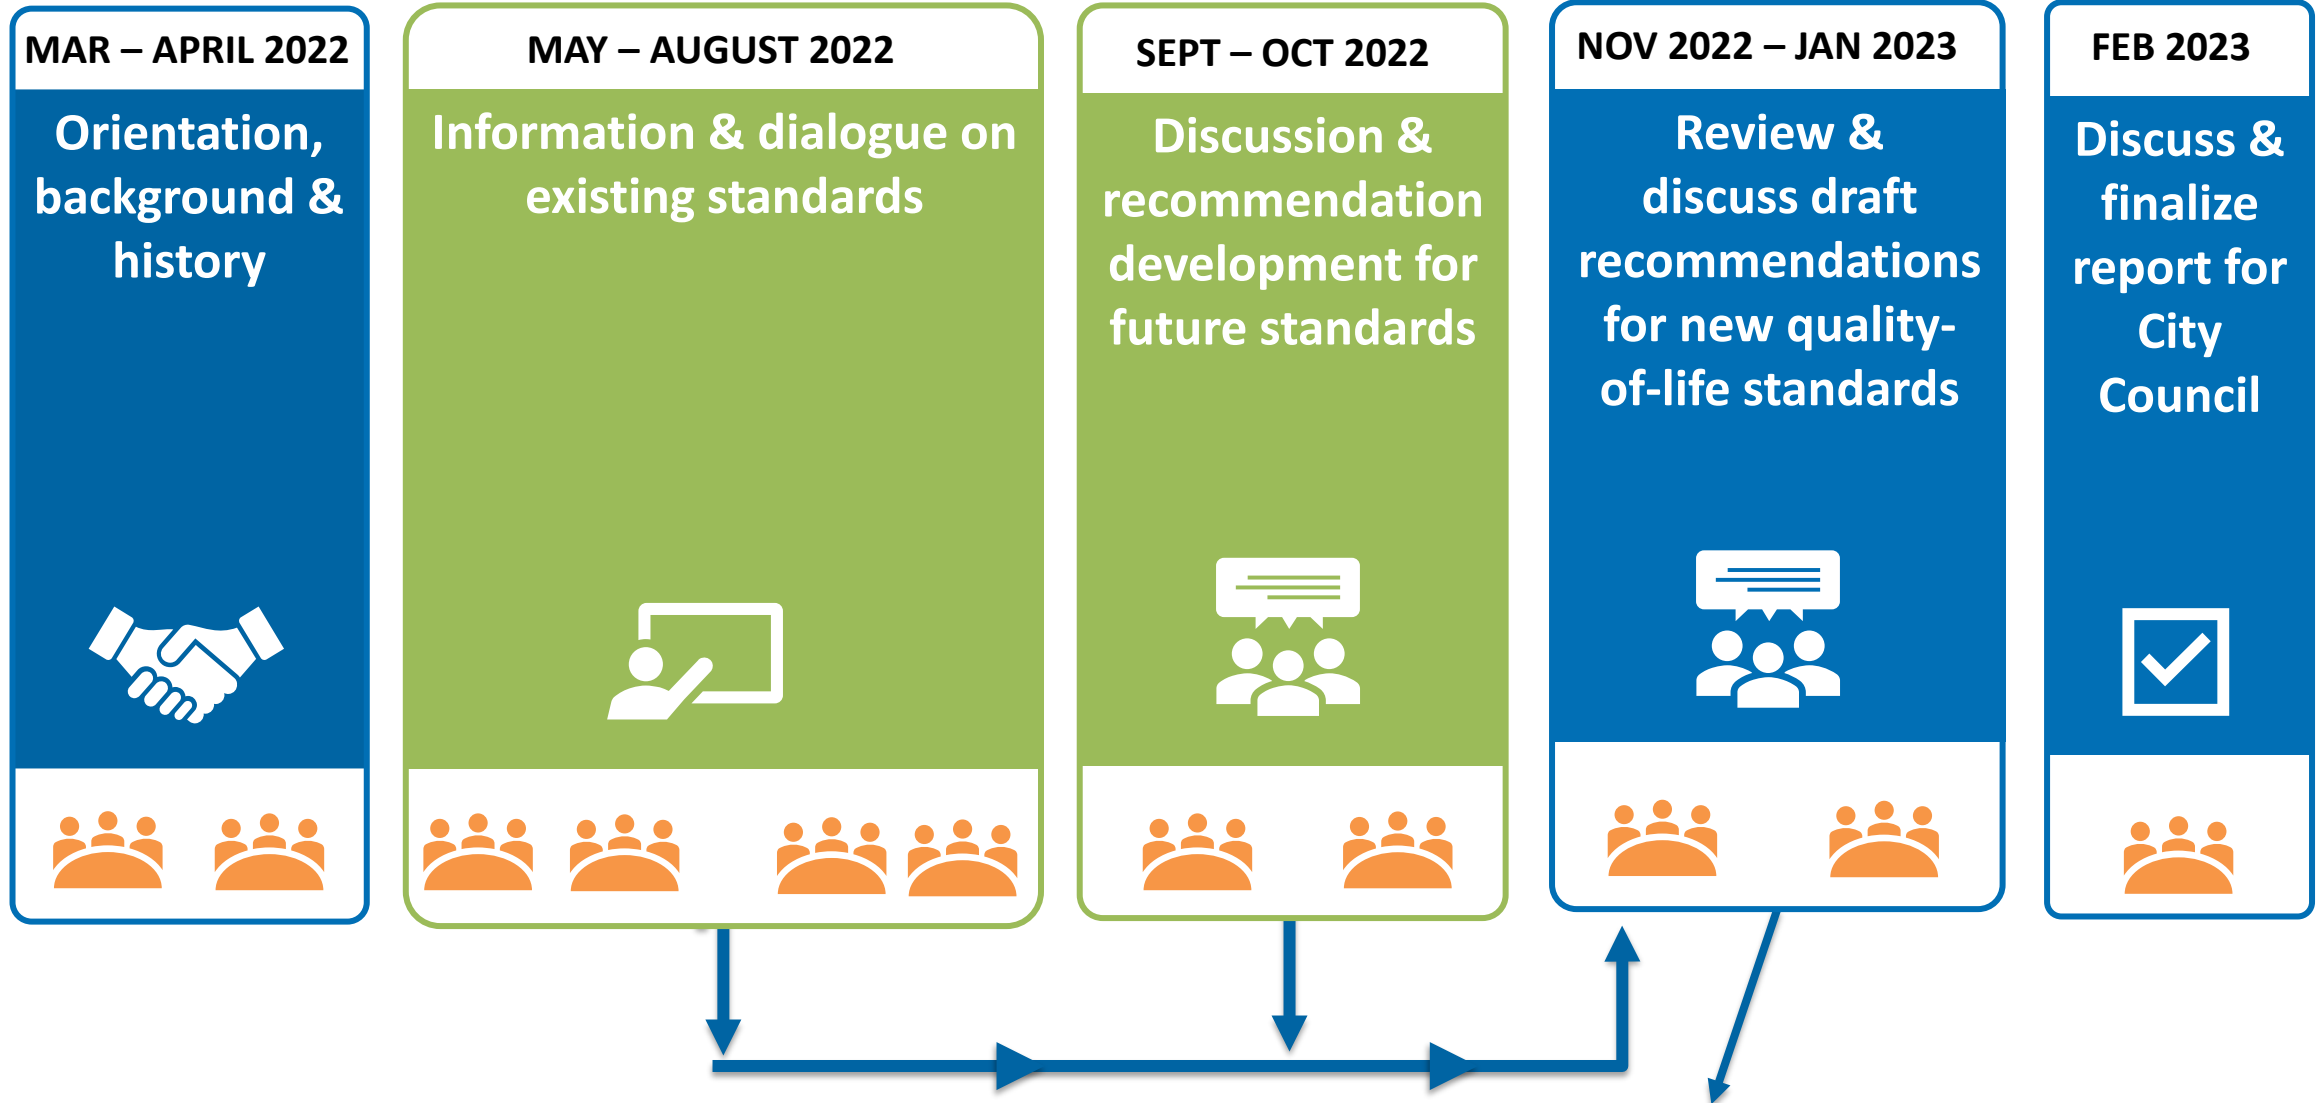 MAR – APRIL 2022
Orientation,
background &
history
MAY – AUGUST 2022
Information & dialogue on
existing standards
SEPT – OCT 2022
Discussion &
recommendation
development for
future standards
NOV 2022 – JAN 2023
Review &
discuss draft
recommendations
for new quality-
of-life standards
FEB 2023
Discuss &
finalize
report for
City
Council